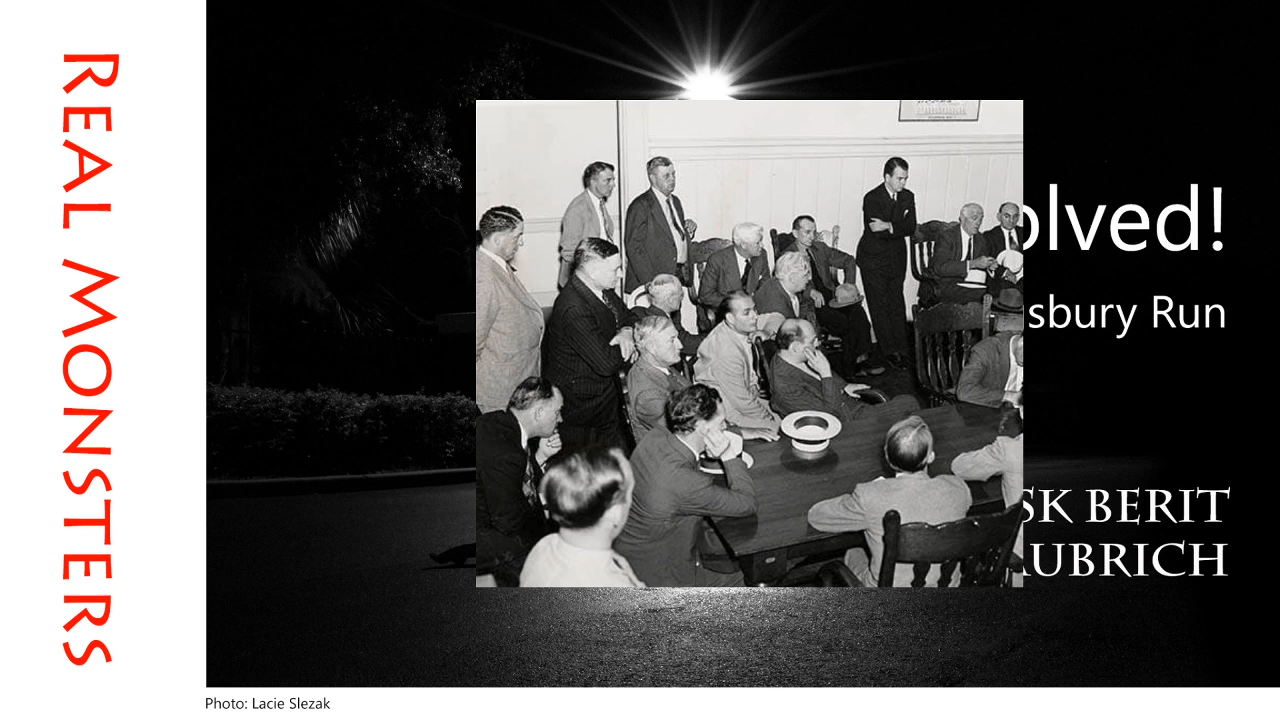 REAL MONSTERS
olved!
sbury Run
SK BERIT
UBRICH
Photo: Lacie Slezak